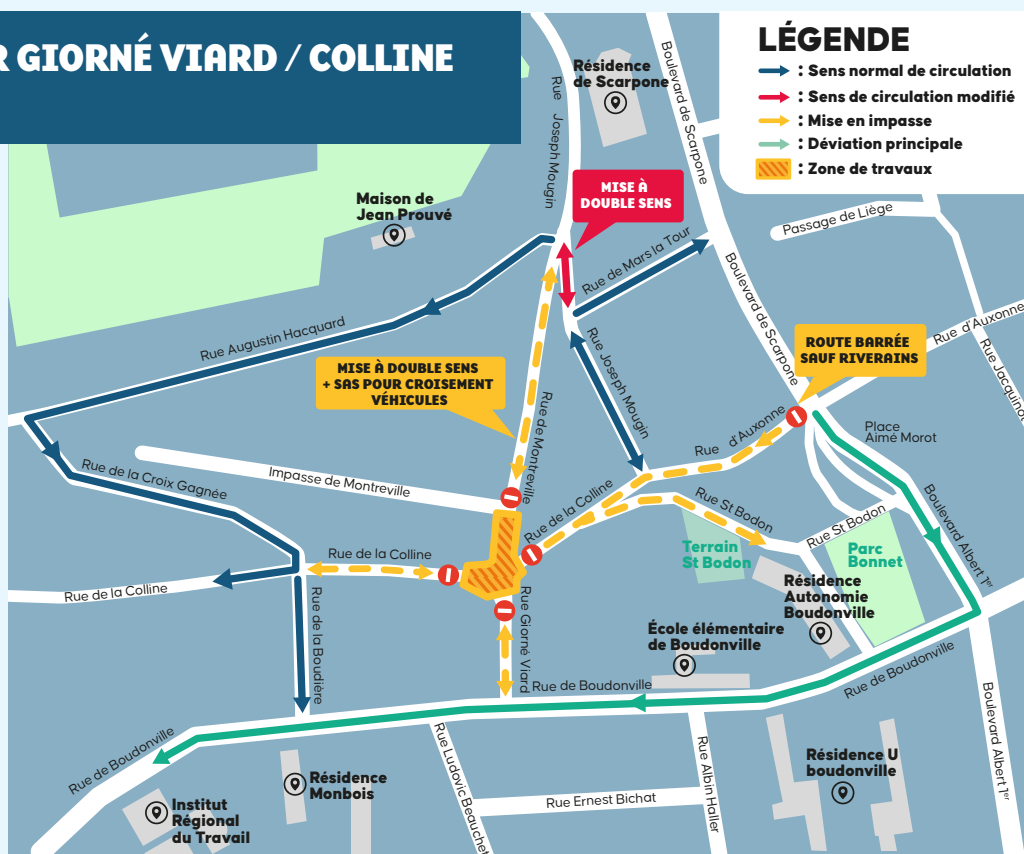 R GIORNÉ VIARD / COLLINE
LÉGENDE
: Sens normal de circulation
: Sens de circulation modifié
: Mise en impasse
: Déviation principale
: Zone de travaux
Résidence
de Scarpone
Rue Joseph Mougin
Boulevard de Scarpone
Maison de
Jean Prouvé
MISE À
DOUBLE SENS
Passage de Liège
Rue de Mars la Tour
Boulevard de Scarpone
Rue d'Auxonne
Rue Augustin Hacquard
ROUTE BARRÉE
SAUF RIVERAINS
Rue Joseph Mougin
MISE À DOUBLE SENS
+ SAS POUR CROISEMENT
VÉHICULES
Rue de Montreville
Rue d'Auxonne
Place
Aimé Morot
Rue de la Croix Gagnée
Impasse de Montreville
Rue de la Colline
Rue St Bodon
Rue St Bodon
Boulevard Albert 1er
Terrain
St Bodon
Parc
Bonnet
Rue de la Colline
Rue de la Colline
Résidence
Autonomie
Boudonville
Rue de la Boudière
Rue Giorné Viard
École élémentaire
de Boudonville
Rue de Boudonville
Rue de Boudonville
Rue de Boudonville
Boulevard Albert 1er
Rue Ludovic Beauchet
Rue Albin Haller
Résidence U
boudonville
Résidence
Monbois
Rue Ernest Bichat
Institut
Régional
du Travail